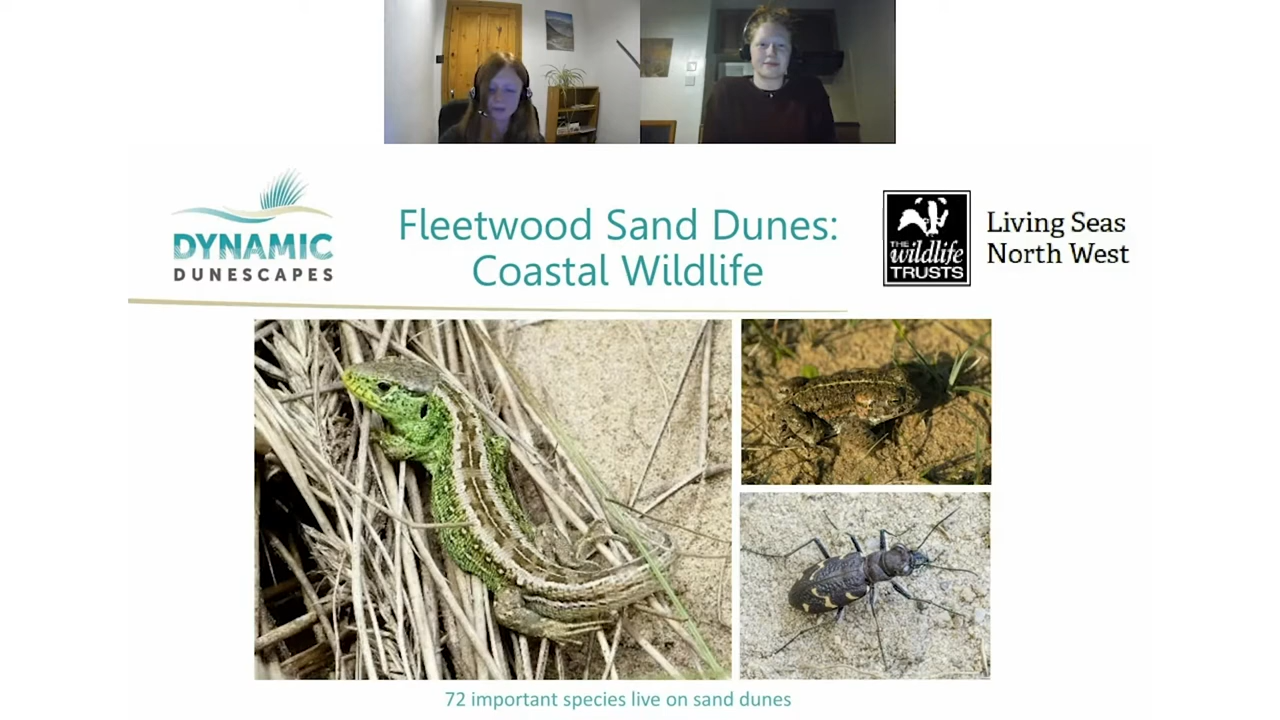 DYNAMIC
DUNESCAPES
Fleetwood Sand Dunes:
Coastal Wildlife
THE
wildlife
TRUSTS
Living Seas
North West
72 important species live on sand dunes